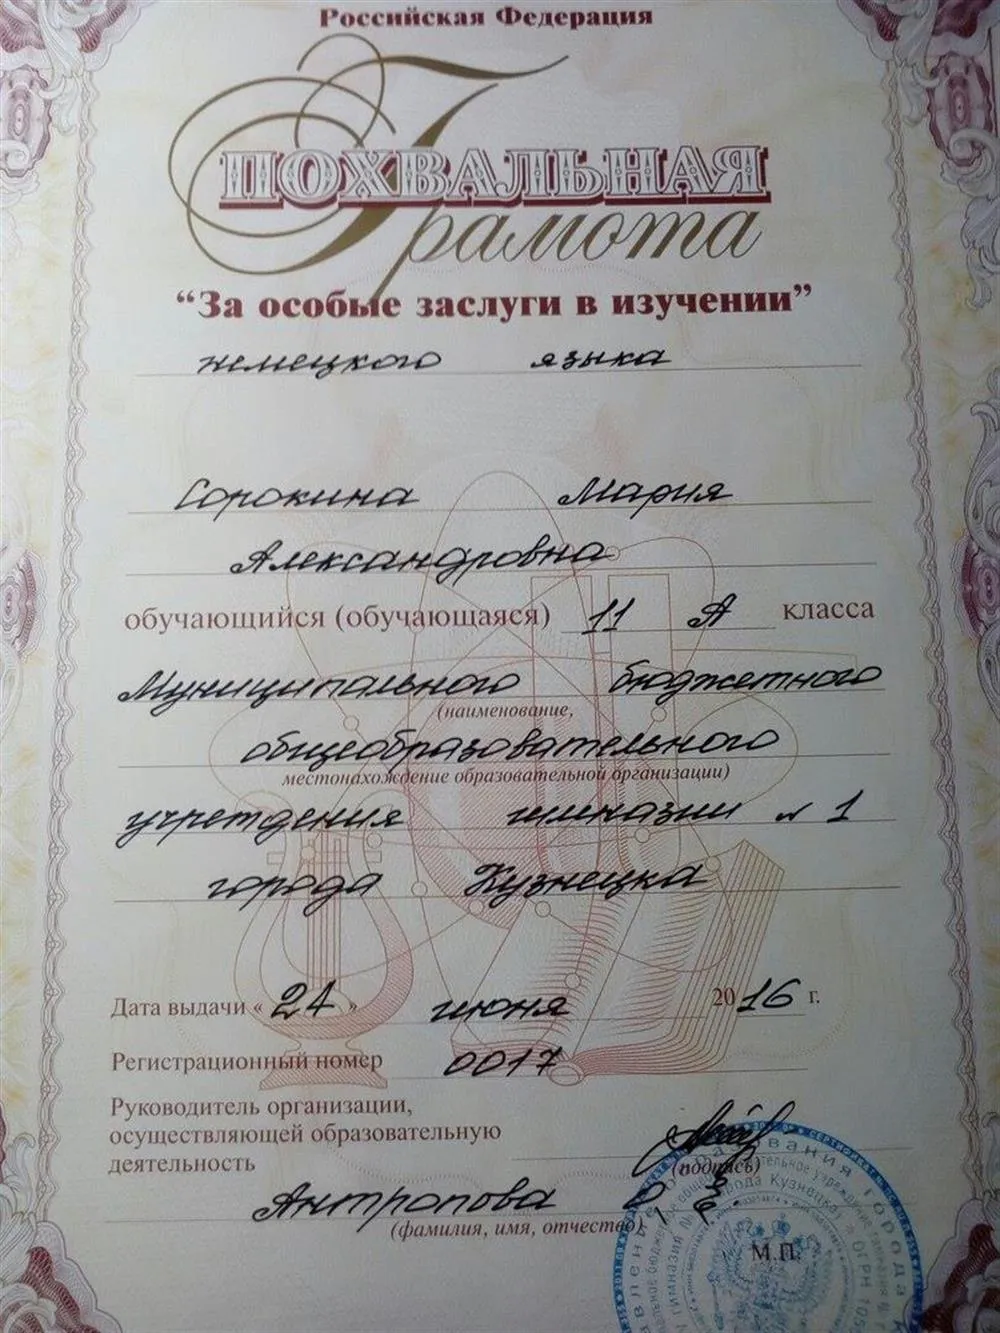 Российская Федерация
ПОХВАЛЬНАЯ
Грамота
“За особые заслуги в изучении”
немецкого языка
Сорокина Мария
Александровна
обучающийся (обучающаяся) 11 А класса
Муниципального бюджетного
(наименование,
общеобразовательного
местонахождение образовательной организации)
учреждения гимназии № 1
города Кузнецка
Дата выдачи « 24 » июня 2016 г.
Регистрационный номер 0017
Руководитель организации,
осуществляющей образовательную
деятельность
(подпись)
Антропова
(фамилия, имя, отчество)
М.П.